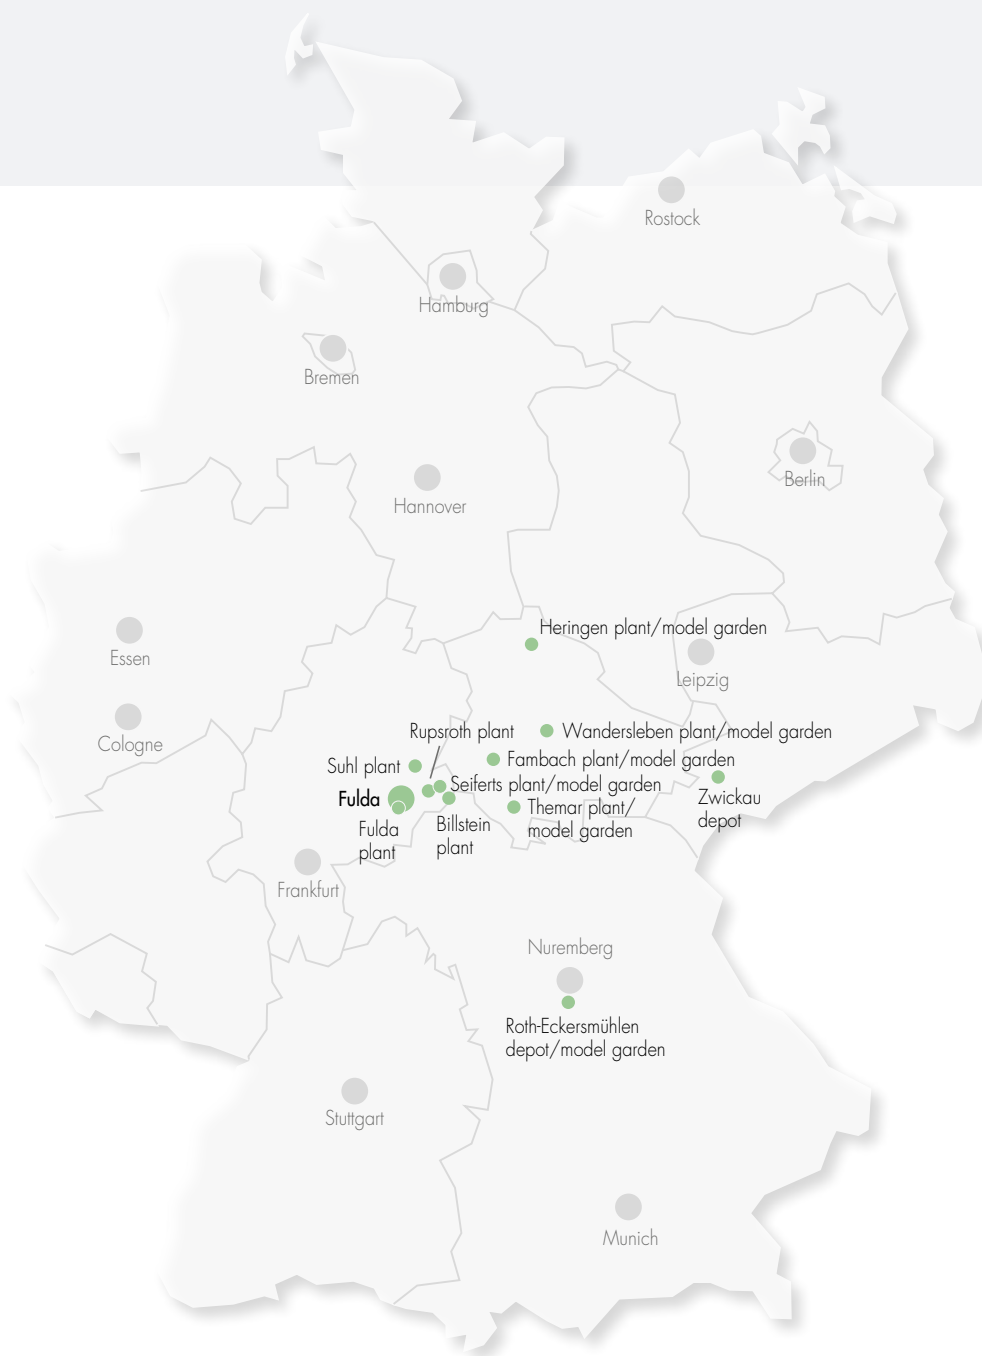 Rostock
Hamburg
Bremen
Berlin
Hannover
Heringen plant/model garden
Essen
Leipzig
Cologne
Rupsroth plant
Wandersleben plant/model garden
Suhl plant
Fambach plant/model garden
Seiferts plant/model garden
Fulda
Zwickau
depot
Themar plant/
model garden
Fulda
plant
Billstein
plant
Frankfurt
Nuremberg
Roth-Eckersmühlen
depot/model garden
Stuttgart
Munich